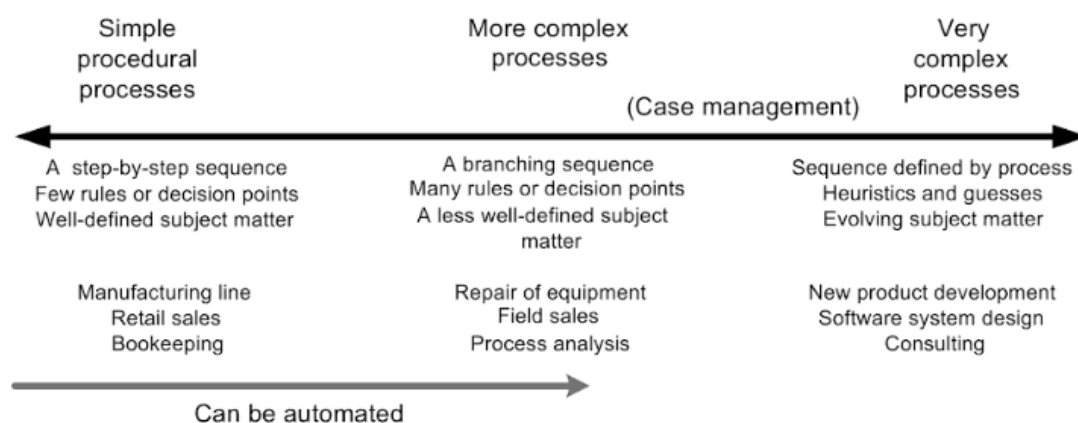 Simple
procedural
processes
More complex
processes
Very
complex
processes
(Case management)
A step-by-step sequence
Few rules or decision points
Well-defined subject matter
A branching sequence
Many rules or decision points
A less well-defined subject
matter
Sequence defined by process
Heuristics and guesses
Evolving subject matter
Manufacturing line
Retail sales
Bookeeping
Repair of equipment
Field sales
Process analysis
New product development
Software system design
Consulting
Can be automated